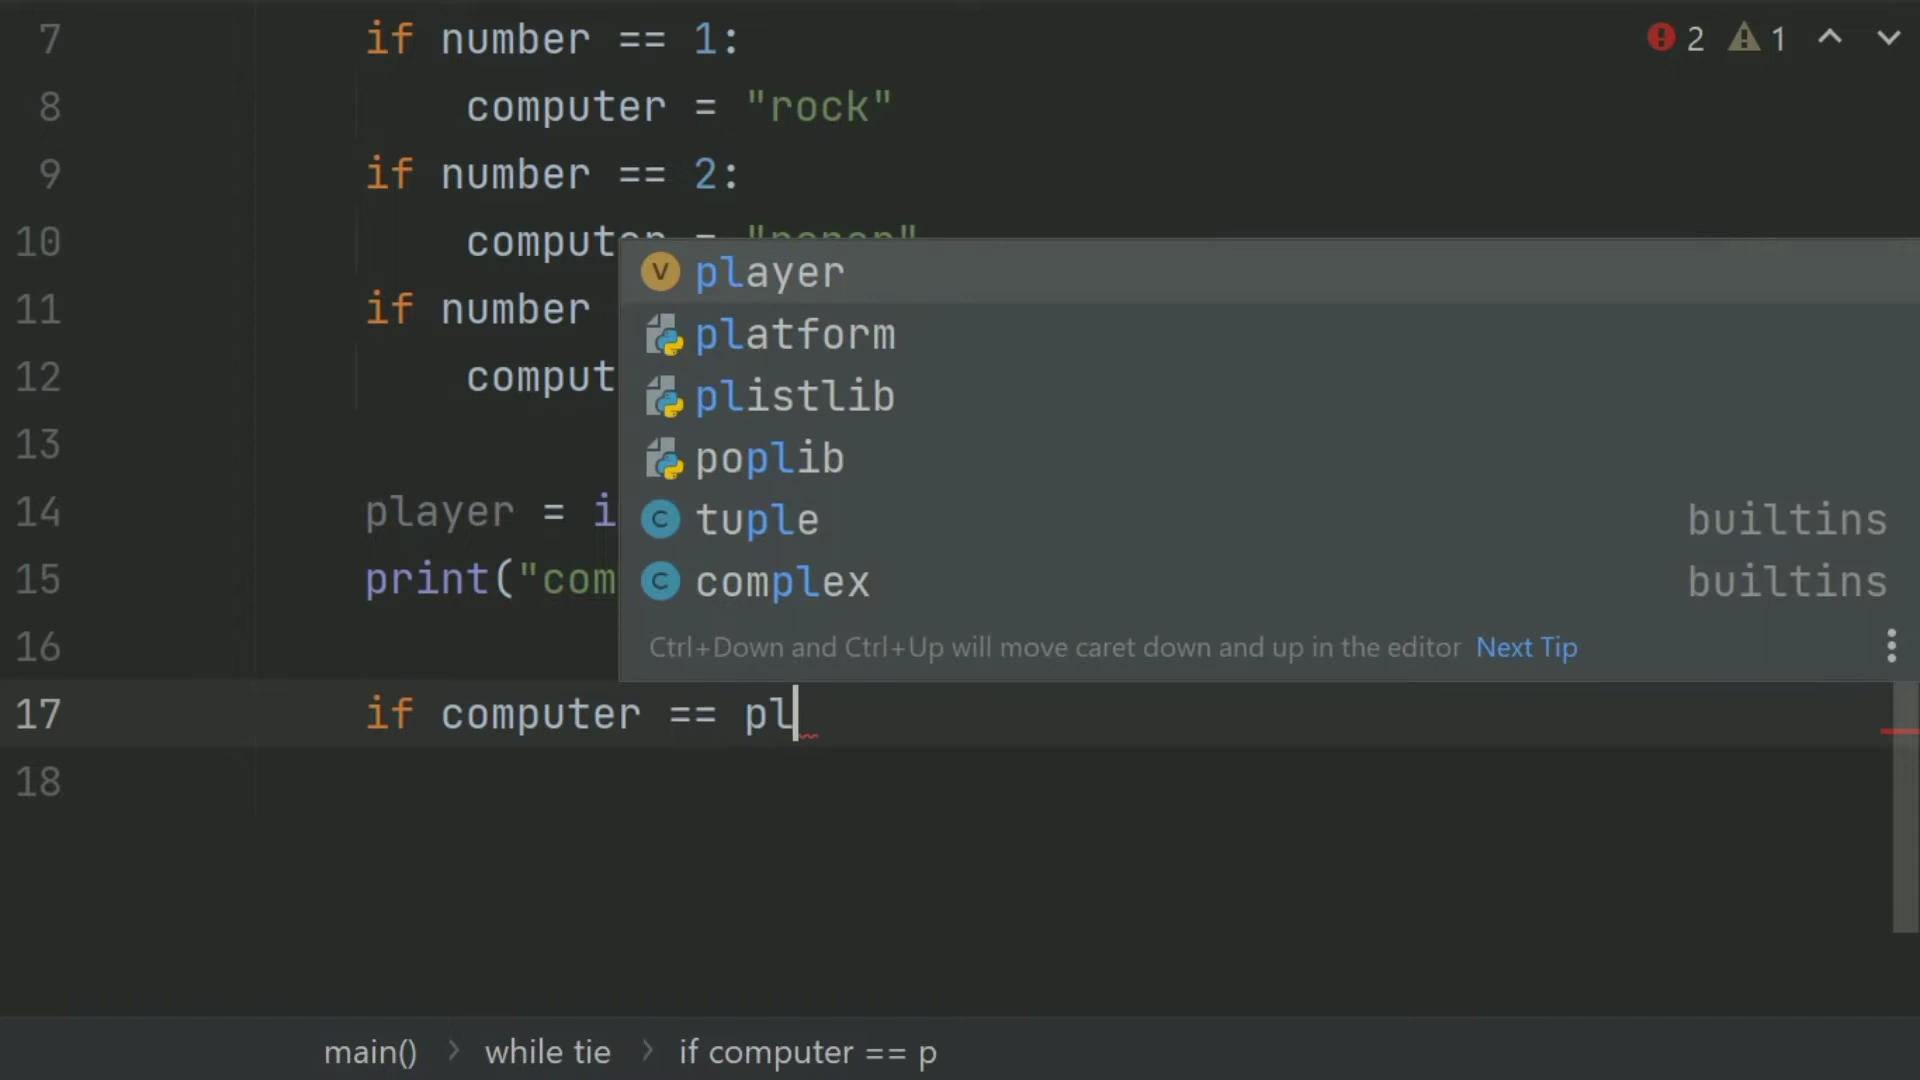 7 if number == 1:
8 computer = "rock"
9 if number == 2:
10 computer = "paper"
11 if number
12 comput
13
14 player = i
15 print("com
16
17 if computer == pl
18
2 1
player
platform
plistlib
poplib
tuple builtins
complex builtins
Ctrl+Down and Ctrl+Up will move caret down and up in the editor Next Tip
main() > while tie > if computer == p